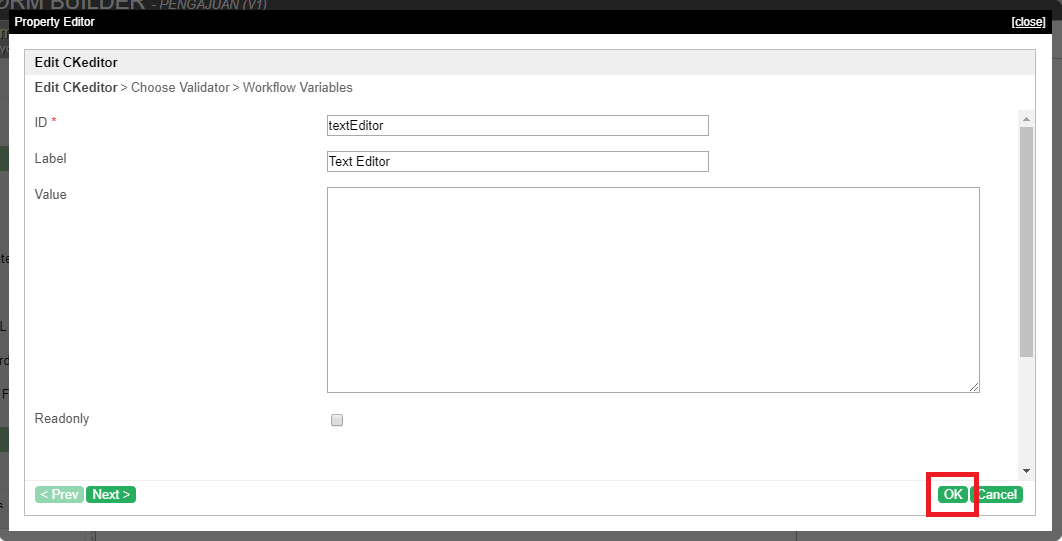 ORM BUILDER - PENGAJUAN (V1)
Property Editor
[close]
Edit CKeditor
Edit CKeditor > Choose Validator > Workflow Variables
ID *
textEditor
Label
Text Editor
Value
Readonly
< Prev
Next >
OK
Cancel